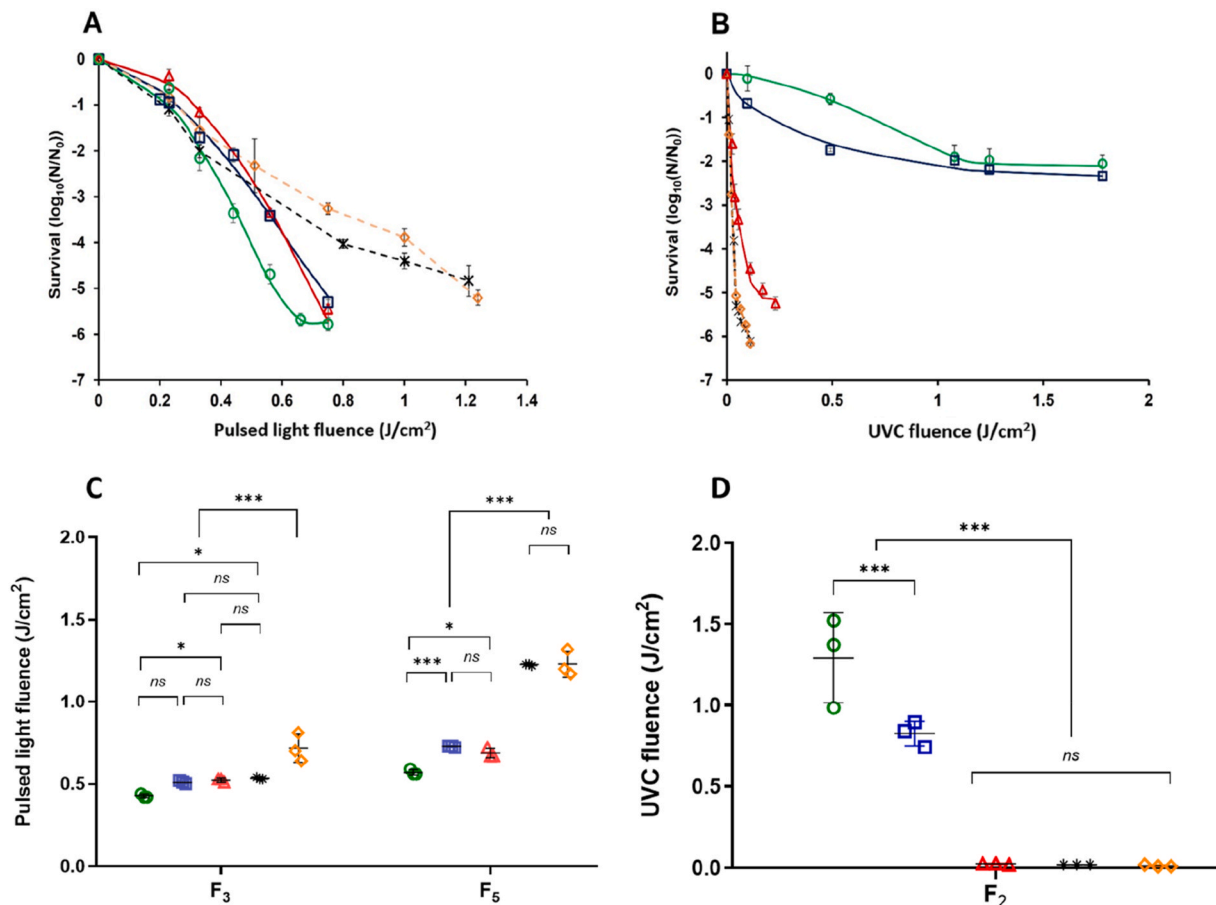 A
Survival (log10(N/N0))
-0
-1
-2
-3
-4
-5
-6
-7
0 0.2 0.4 0.6 0.8 1 1.2 1.4
Pulsed light fluence (J/cm2)
B
Survival (log10(N/N0))
0
-1
-2
-3
-4
-5
-6
-7
0 0.5 1 1.5 2
UVC fluence (J/cm2)
C
Pulsed light fluence (J/cm2)
2.0
1.5
1.0
0.5
0.0
***
*
ns
ns
*
ns ns
***
ns
*
*** ns
F3 F5
D
UVC fluence (J/cm2)
2.0
1.5
1.0
0.5
0.0
***
***
ns
F2